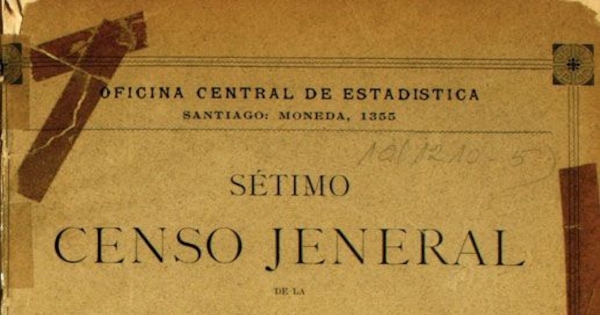 OFICINA CENTRAL DE ESTADISTICA
SANTIAGO: MONEDA, 1355
SÉTIMO
CENSO JENERAL
DE LA